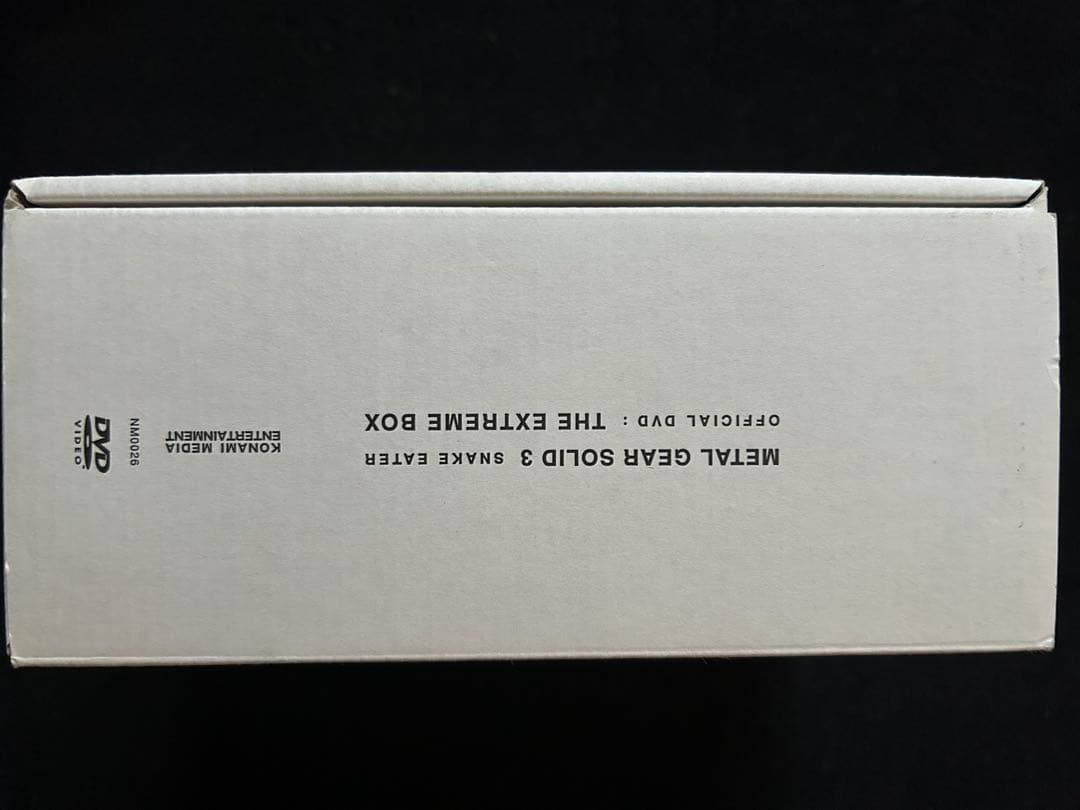 METAL GEAR SOLID 3 SNAKE EATER
OFFICIAL DVD : THE EXTREME BOX
KONAMI MEDIA
ENTERTAINMENT
NM0026
DVD
VIDEO